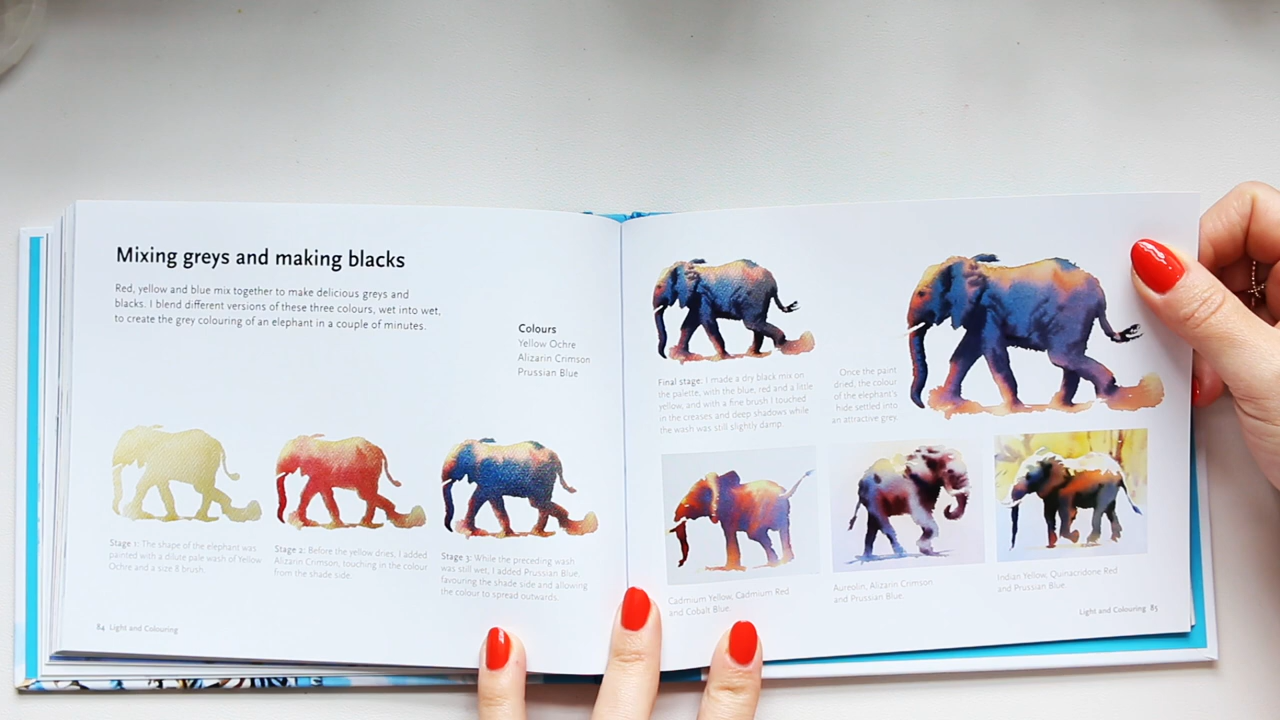 Mixing greys and making blacks
Red, yellow and blue mix together to make delicious greys and
blacks. I blend different versions of these three colours, wet into wet,
to create the grey colouring of an elephant in a couple of minutes.
Colours
Yellow Ochre
Alizarin Crimson
Prussian Blue
Stage 1: The shape of the elephant was
painted with a dilute pale wash of Yellow
Ochre and a size 8 brush.
Stage 2: Before the yellow dries, I added
Alizarin Crimson, touching in the colour
from the shade side.
Stage 3: While the preceding wash
was still wet, I added Prussian Blue,
favouring the shade side and allowing
the colour to spread outwards.
84 Light and Colouring
Final stage: I made a dry black mix on
the palette, with the blue, red and a little
yellow, and with a fine brush I touched
in the creases and deep shadows while
the wash was still slightly damp.
Once the paint
dried, the colour
of the elephant's
hide settled into
an attractive grey.
Cadmium Yellow, Cadmium Red
and Cobalt Blue.
Aureolin, Alizarin Crimson
and Prussian Blue.
Indian Yellow, Quinacridone Red
and Prussian Blue.
Light and Colouring 85